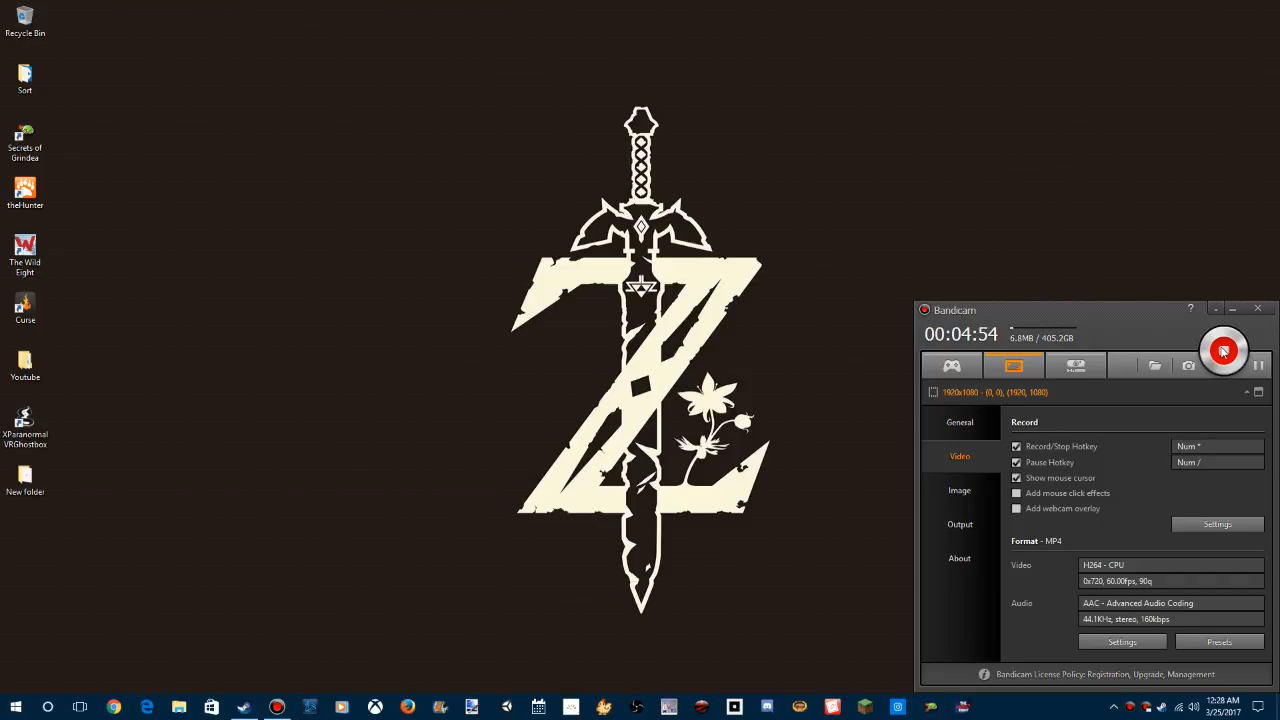 Recycle Bin
Sort
Secrets of
Grindea
theHunter
The Wild
Eight
Curse
Youtube
XParanormal
VRGhostbox
New folder
Z
Bandicam
?
00:04:54
6.8MB / 405.2GB
1920x1080 - (0, 0), (1920, 1080)
General
Video
Image
Output
About
Record
Record/Stop Hotkey
Num *
Pause Hotkey
Num /
Show mouse cursor
Add mouse click effects
Add webcam overlay
Settings
Format - MP4
Video
H264 - CPU
0x720, 60.00fps, 90q
Audio
AAC - Advanced Audio Coding
44.1KHz, stereo, 160kbps
Settings
Presets
Bandicam License Policy: Registration, Upgrade, Management
12:28 AM
3/25/2017